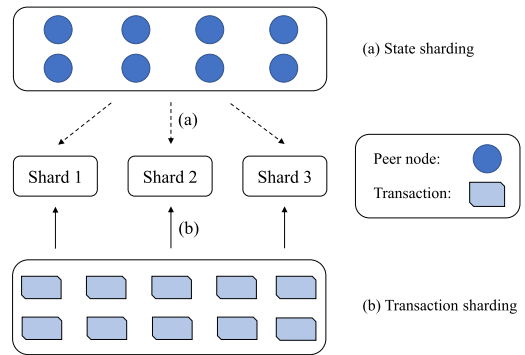 (a) State sharding
(a)
Shard 1
Shard 2
Shard 3
Peer node:
Transaction:
(b)
(b) Transaction sharding